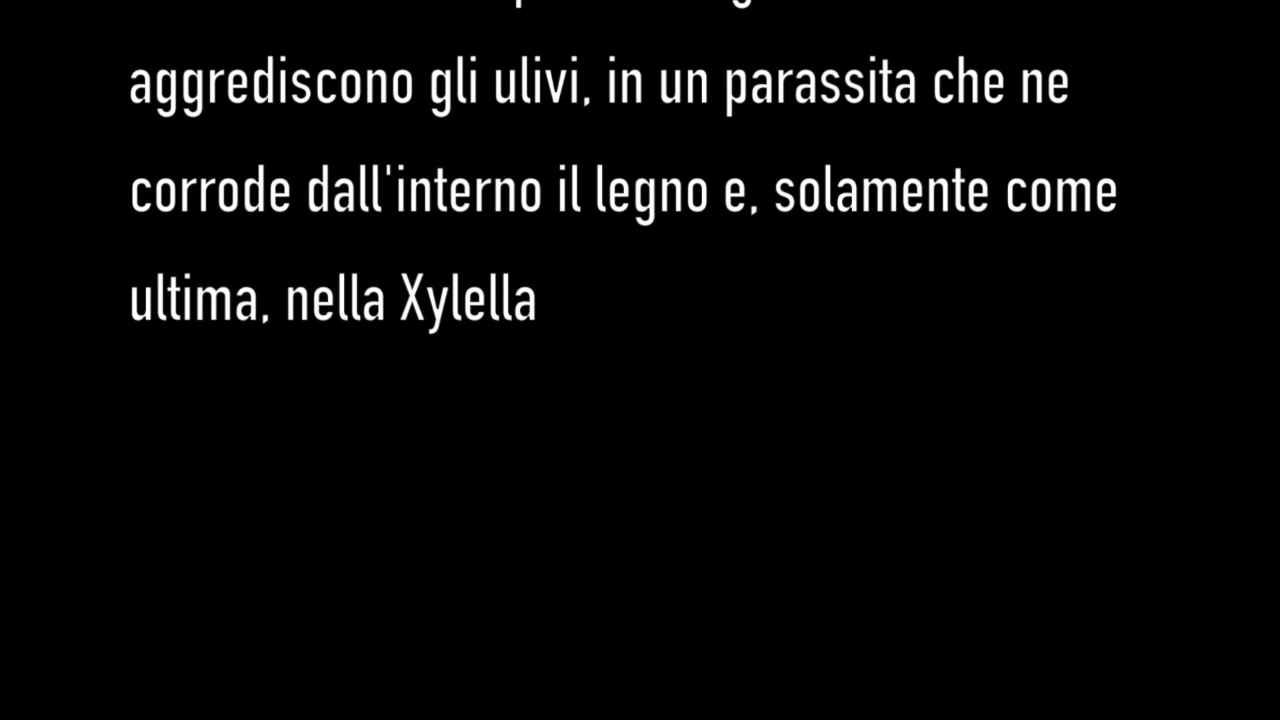 aggrediscono gli ulivi, in un parassita che ne
corrode dall'interno il legno e, solamente come
ultima, nella Xylella